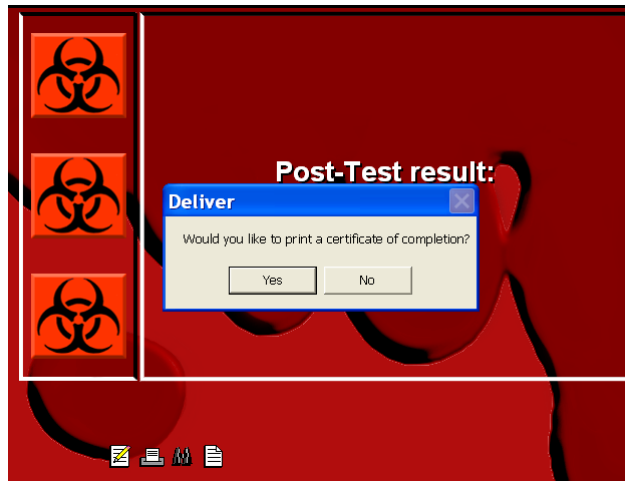 Post-Test result:
Deliver
Would you like to print a certificate of completion?
Yes
No